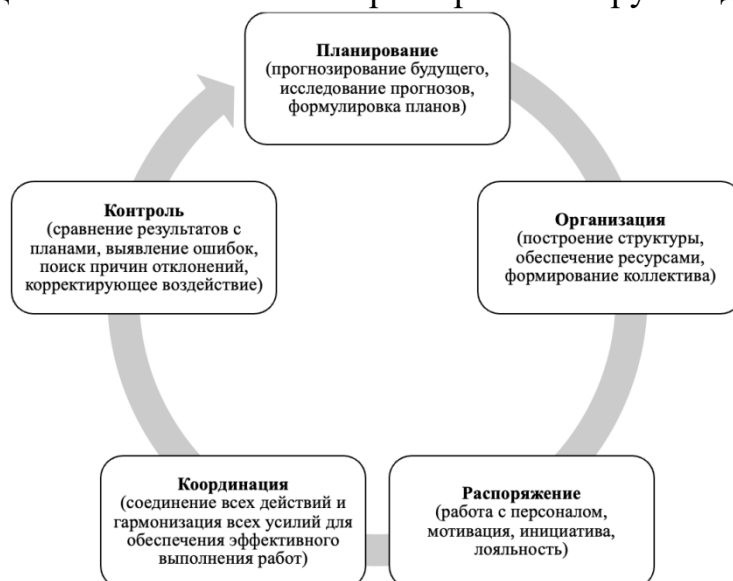 Планирование
(прогнозирование будущего,
исследование прогнозов,
формулировка планов)
Организация
(построение структуры,
обеспечение ресурсами,
формирование коллектива)
Распоряжение
(работа с персоналом,
мотивация, инициатива,
лояльность)
Координация
(соединение всех действий и
гармонизация всех усилий для
обеспечения эффективного
выполнения работ)
Контроль
(сравнение результатов с
планами, выявление ошибок,
поиск причин отклонений,
корректирующее воздействие)